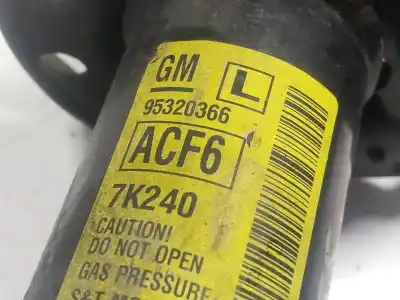 GM L
95320366
ACF6
7K240
CAUTION!
DO NOT OPEN
GAS PRESSURE
S&T